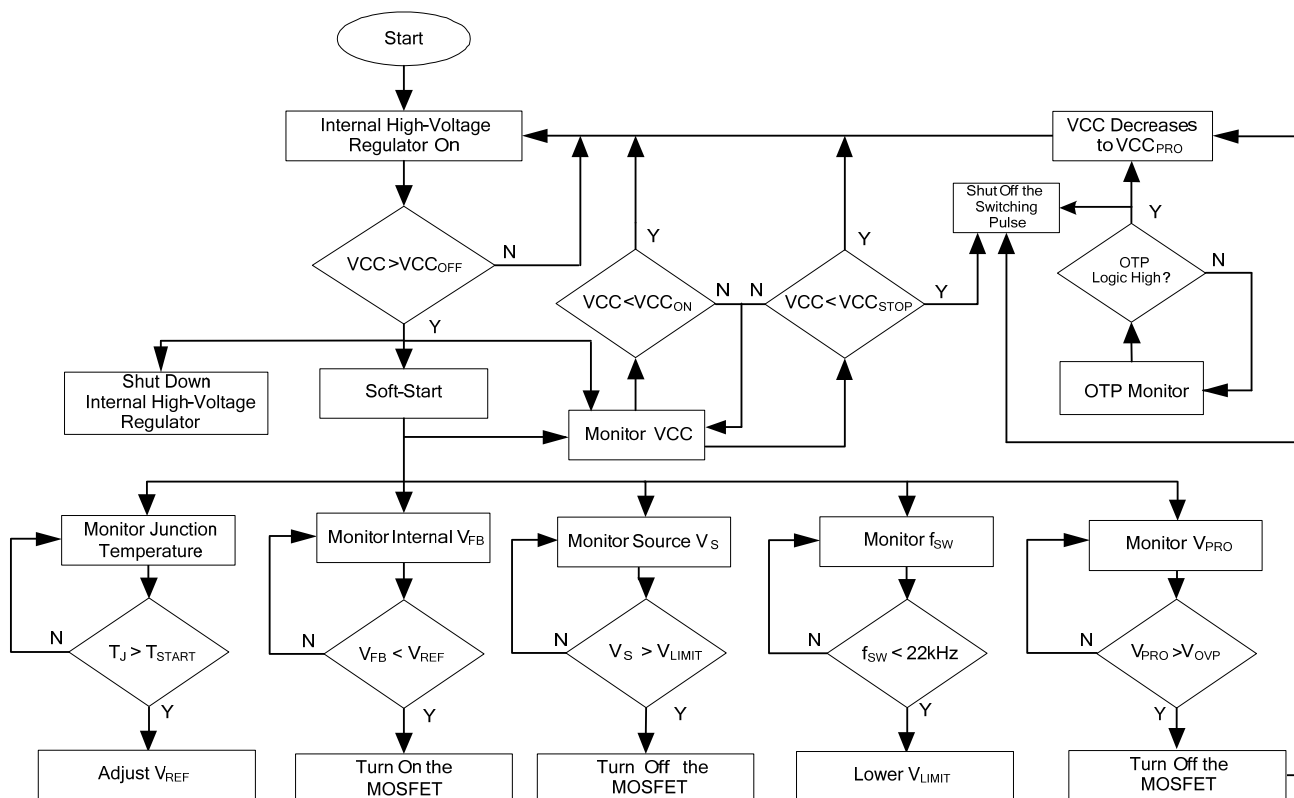 Start
Internal High-Voltage
Regulator On
VCC Decreases
to VCCPRO
Shut Off the
Switching
Pulse
Y
OTP
Logic High?
N
VCC>VCCOFF
N
Y
Y
VCC<VCCON
N
N
Y
VCC<VCCSTOP
Y
Shut Down
Internal High-Voltage
Regulator
Soft-Start
Monitor VCC
OTP Monitor
Monitor Junction
Temperature
Monitor Internal VFB
Monitor Source VS
Monitor fSW
Monitor VPRO
N
TJ > TSTART
Y
N
VFB < VREF
Y
N
VS > VLIMIT
Y
N
fSW < 22kHz
Y
N
VPRO >VOVP
Y
Adjust VREF
Turn On the
MOSFET
Turn Off the
MOSFET
Lower VLIMIT
Turn Off the
MOSFET